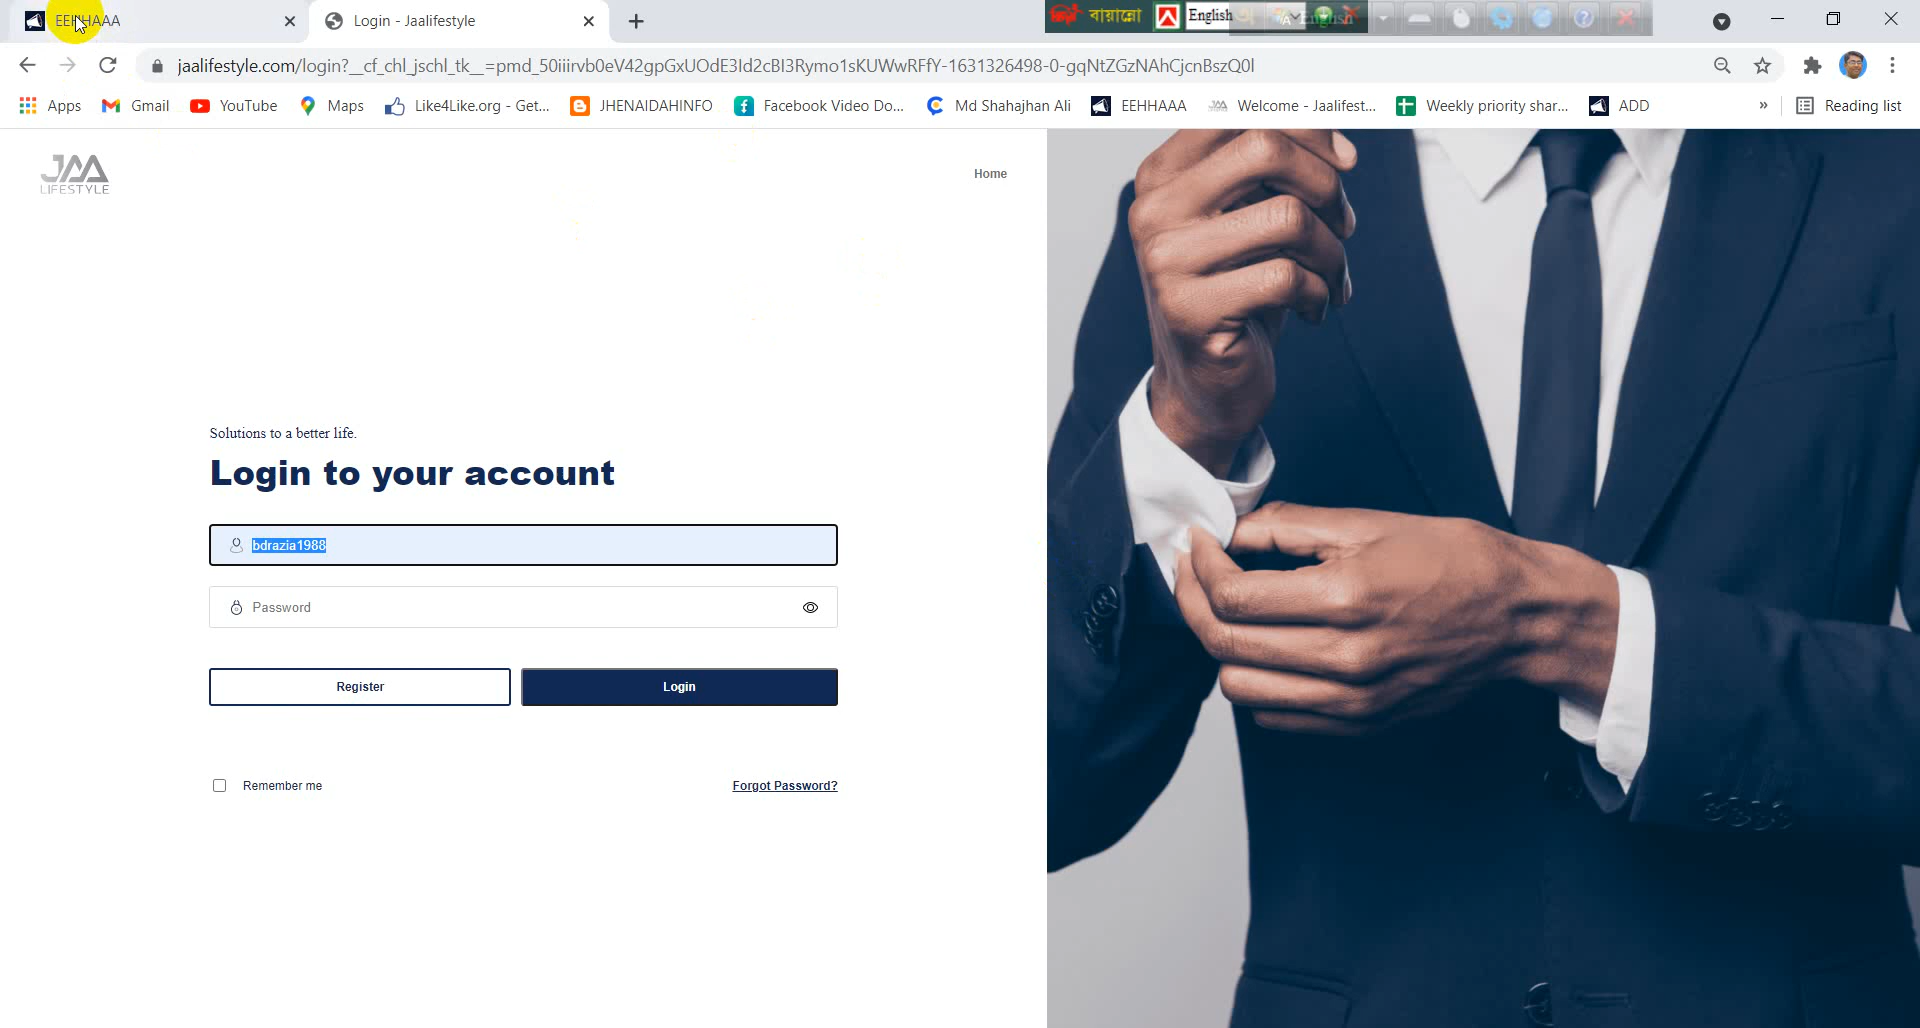 EEHHAAA
Login - Jaalifestyle
বায়ান্নো
English
jaalifestyle.com/login?__cf_chl_jschl_tk__=pmd_50iiirvb0eV42gpGxUOdE3Id2cBI3Rymo1sKUWwRFfY-1631326498-0-gqNtZGzNAhCjcnBszQ0l
Apps
Gmail
YouTube
Maps
Like4Like.org - Get...
JHENAIDAHINFO
Facebook Video Do...
Md Shahajhan Ali
EEHHAAA
Welcome - Jaalifest...
Weekly priority shar...
ADD
»
Reading list
JAA
LIFESTYLE
Home
Solutions to a better life.
Login to your account
bdrazia1988
Password
Register
Login
Remember me
Forgot Password?